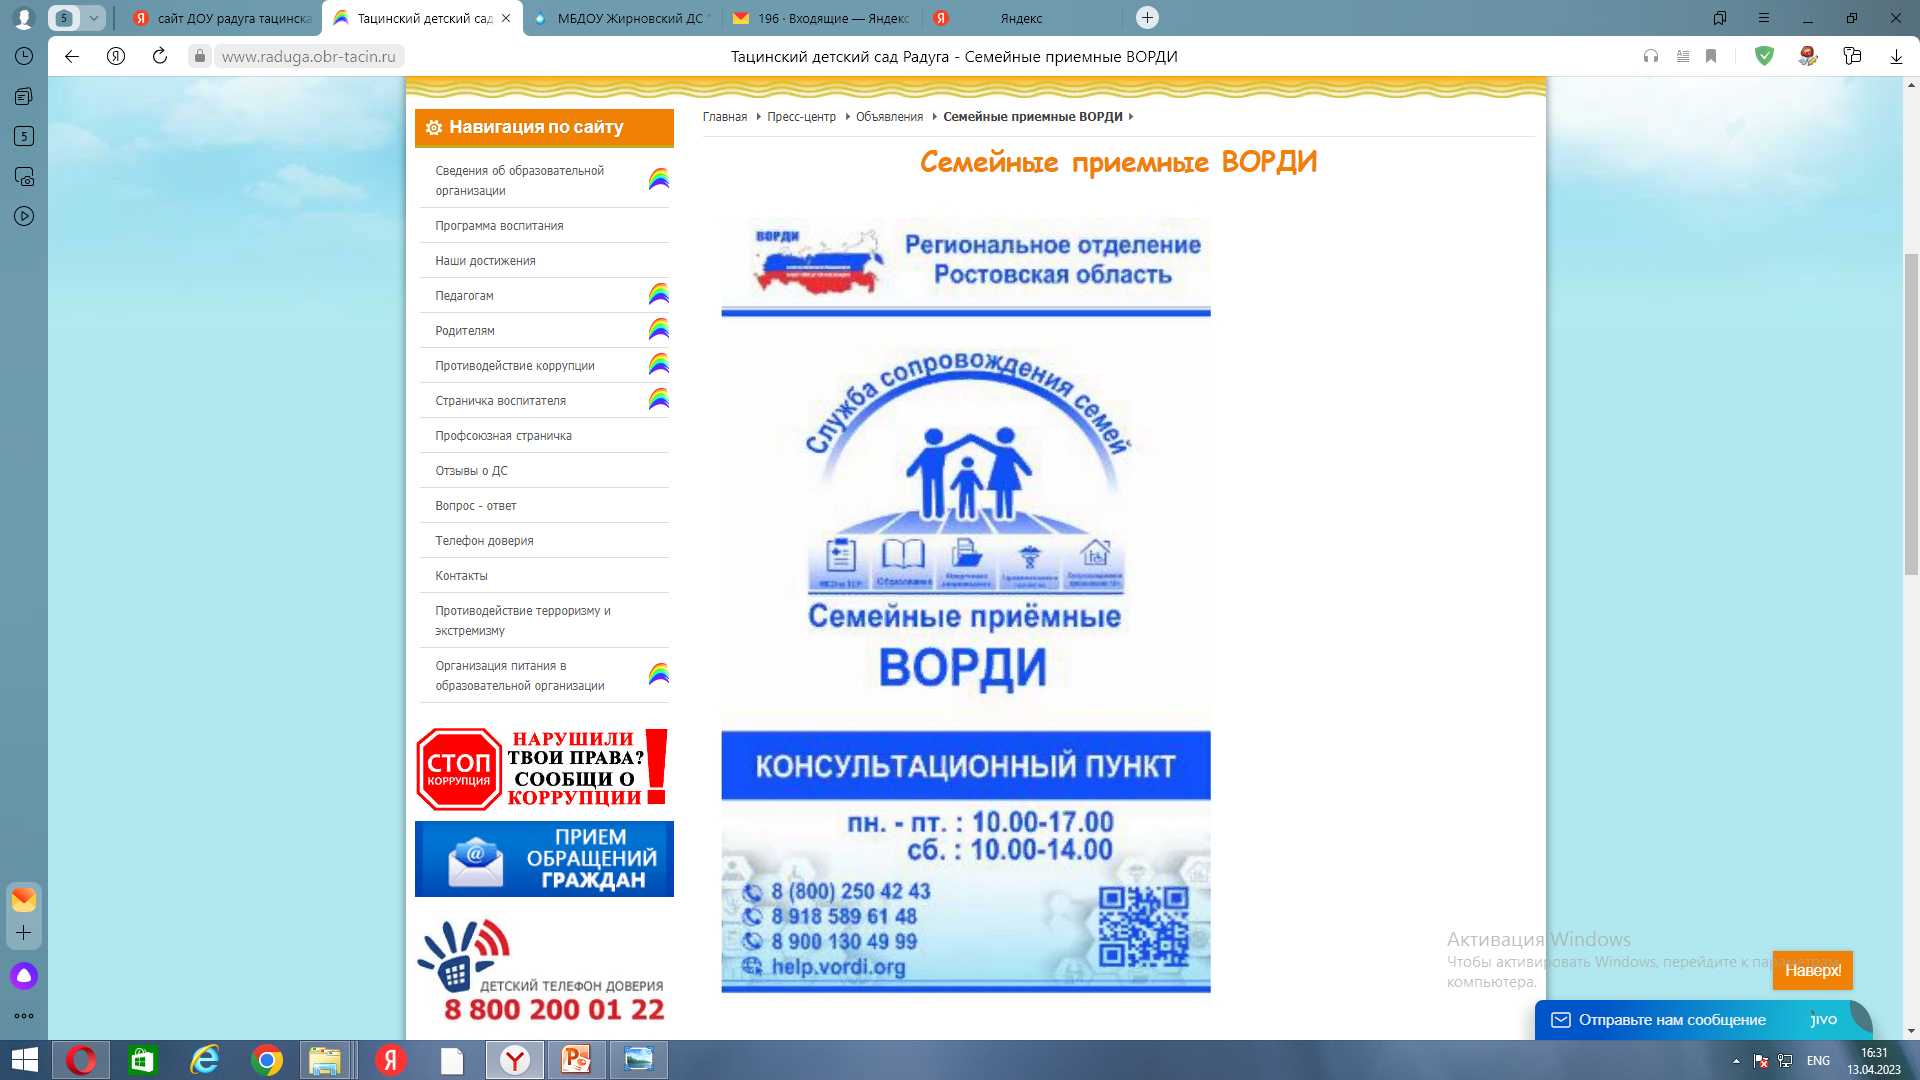 5
сайт ДОУ радуга тацинска
Тацинский детский сад
МБДОУ Жирновский ДС "
196 · Входящие — Яндекс
Яндекс
www.raduga.obr-tacin.ru
Тацинский детский сад Радуга - Семейные приемные ВОРДИ
5
Навигация по сайту
Сведения об образовательной
организации
Программа воспитания
Наши достижения
Педагогам
Родителям
Противодействие коррупции
Страничка воспитателя
Профсоюзная страничка
Отзывы о ДС
Вопрос - ответ
Телефон доверия
Контакты
Противодействие терроризму и
экстремизму
Организация питания в
образовательной организации
СТОП
КОРРУПЦИЯ
НАРУШИЛИ
ТВОИ ПРАВА?
СООБЩИ О
КОРРУПЦИИ
!
ПРИЕМ
ОБРАЩЕНИЙ
ГРАЖДАН
ДЕТСКИЙ ТЕЛЕФОН ДОВЕРИЯ
8 800 200 01 22
Главная
Пресс-центр
Объявления
Семейные приемные ВОРДИ
Семейные приемные ВОРДИ
ВОРДИ
Региональное отделение
Ростовская область
Служба сопровождения семей
МСЭ и ТСР
Образование
Семейные приёмные
ВОРДИ
КОНСУЛЬТАЦИОННЫЙ ПУНКТ
пн. - пт. : 10.00-17.00
сб. : 10.00-14.00
8 (800) 250 42 43
8 918 589 61 48
8 900 130 49 99
help.vordi.org
Активация Windows
Чтобы активировать Windows, перейдите к параметрам
компьютера.
Наверх!
Отправьте нам сообщение
jivo
ENG
16:31
13.04.2023